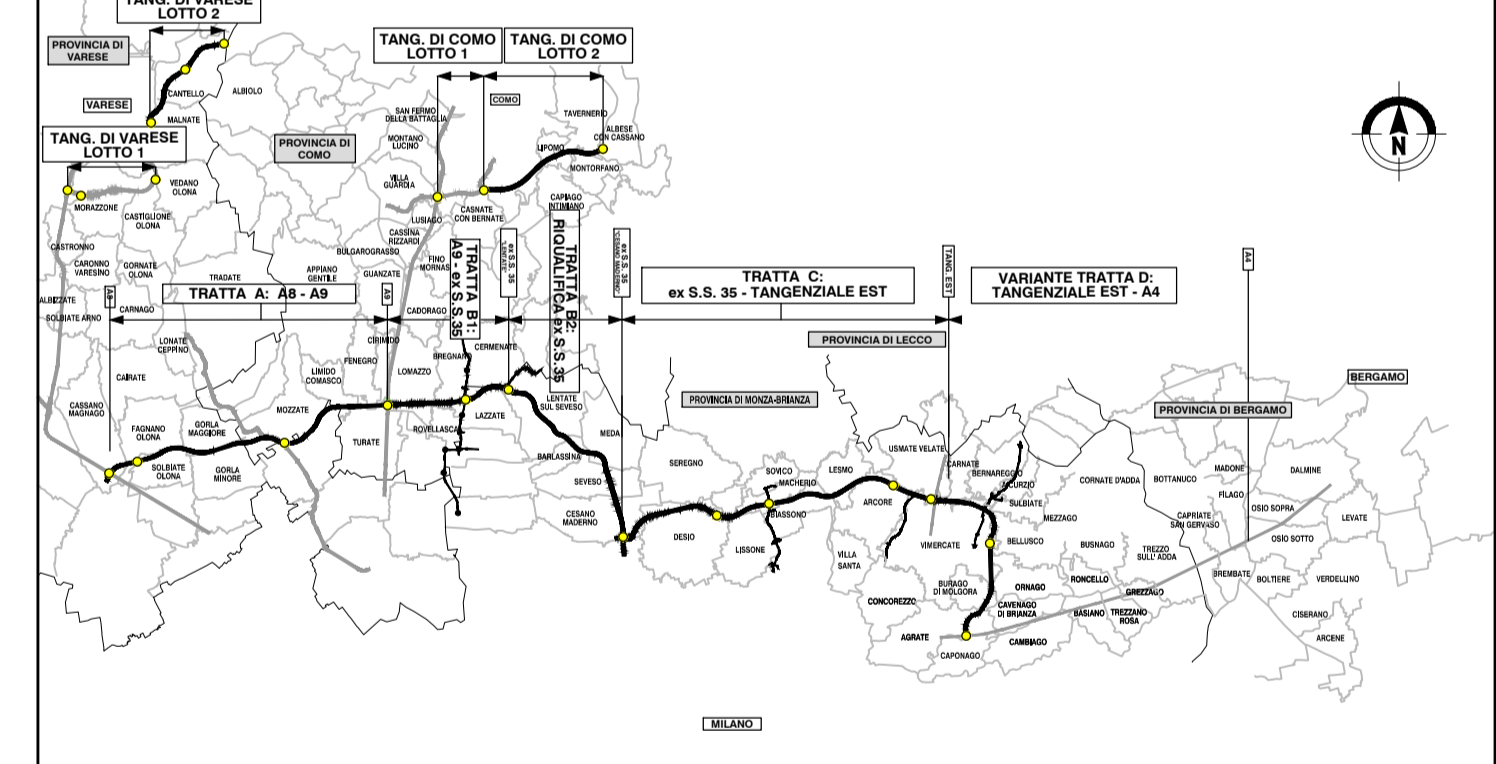 TANG. DI VARESE
LOTTO 2
PROVINCIA DI
VARESE
TANG. DI COMO
LOTTO 1
TANG. DI COMO
LOTTO 2
CANTELLO
ALBIOLO
VARESE
COMO
MALNATE
SAN FERMO
DELLA BATTAGLIA
TAVERNERIO
ALBESE
CON CASSANO
TANG. DI VARESE
LOTTO 1
PROVINCIA DI
COMO
MONTANO
LUCINO
LIPOMO
MONTORFANO
N
VILLA
GUARDIA
VEDANO
OLONA
MORAZZONE
CASTIGLIONE
OLONA
LUSIAGO
CASNATE
CON BERNATE
CAPIAGO
INTIMIANO
CASSINA
RIZZARDI
CASTRONNO
BULGAROGRASSO
CARONNO
VARESINO
GORNATE
OLONA
TRADATE
APPIANO
GENTILE
GUANZATE
FINO
MORNAS
TRATTA B1:
A9 - ex S.S.35
ex S.S. 35
"LENTATE"
TRATTA B2:
RIQUALIFICA ex S.S.35
ex S.S. 35
"CESANO MADERNO"
TRATTA C:
ex S.S. 35 - TANGENZIALE EST
TANG. EST
VARIANTE TRATTA D:
TANGENZIALE EST - A4
A4
A8
TRATTA A: A8 - A9
A9
ALBIZZATE
CARNAGO
SOLBIATE ARNO
CADORAGO
LONATE
CEPPINO
CIRIMIDO
FENEGRO
BREGNAN
CERMENATE
PROVINCIA DI LECCO
CAIRATE
LIMIDO
COMASCO
LOMAZZO
BERGAMO
CASSANO
MAGNAGO
MOZZATE
LENTATE
SUL SEVESO
PROVINCIA DI MONZA-BRIANZA
PROVINCIA DI BERGAMO
LAZZATE
FAGNANO
OLONA
GORLA
MAGGIORE
ROVELLASCA
TURATE
MEDA
USMATE VELATE
BARLASSINA
SEREGNO
SOVICO
MACHERIO
LESMO
CARNATE
BERNAREGGIO
SOLBIATE
OLONA
GORLA
MINORE
MADONE
DALMINE
SEVESO
CORNATE D'ADDA
BOTTANUCO
FILAGO
ARCORE
SULBIATE
OSIO SOPRA
CESANO
MADERNO
BIASSONO
MEZZAGO
CAPRIATE
SAN GERVASO
LEVATE
DESIO
LISSONE
VILLA
SANTA
VIMERCATE
BELLUSCO
BUSNAGO
TREZZO
SULL' ADDA
OSIO SOTTO
BREMBATE
BOLTIERE
VERDELLINO
BURAGO
DI MOLGORA
ORNAGO
RONCELLO
GREZZAGO
CONCOREZZO
CAVENAGO
DI BRIANZA
BASIANO
TREZZANO
ROSA
CISERANO
ARCENE
AGRATE
CAMBIAGO
CAPONAGO
MILANO